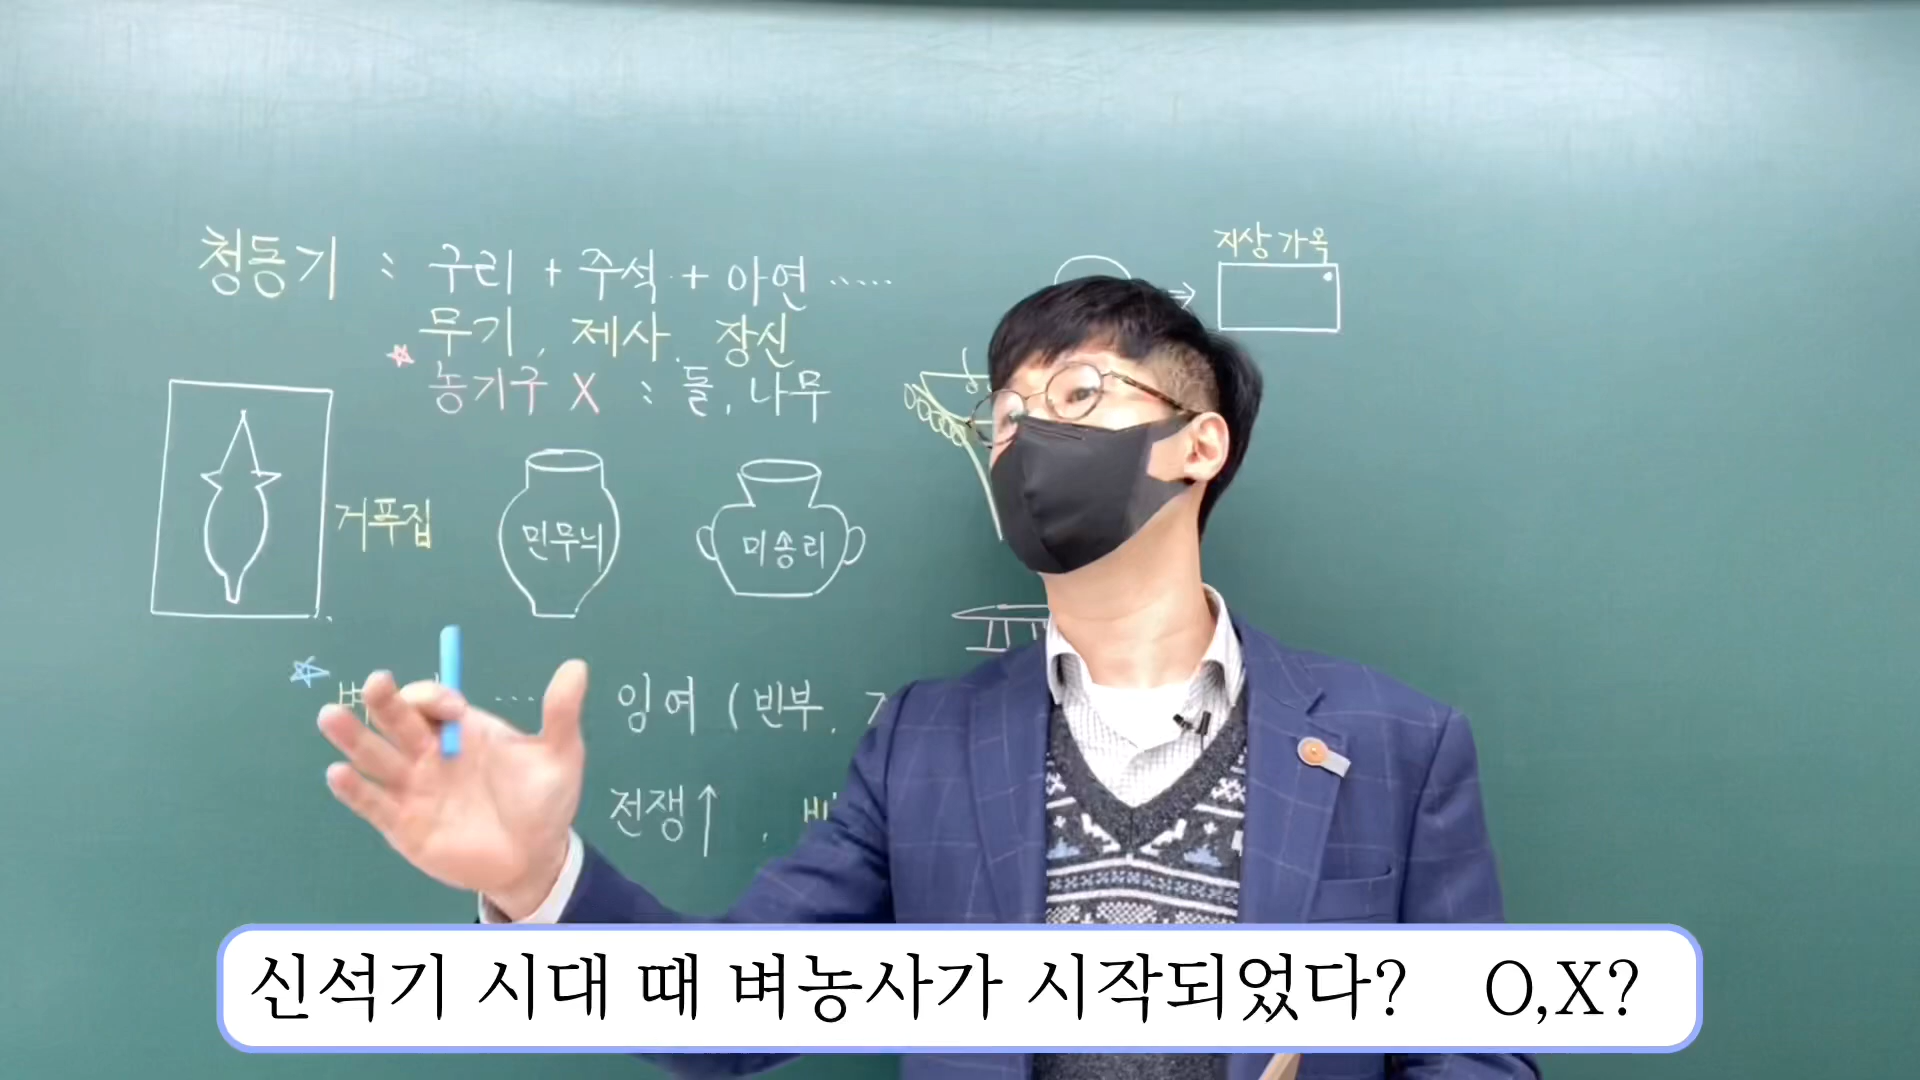 청동기 : 구리 + 주석 + 아연 .....
무기, 제사, 장신
농기구 X : 돌, 나무
지상가옥
거푸집
민무늬
미송리
벼 .... 잉여 (빈부,
전쟁↑ ,
신석기 시대 때 벼농사가 시작되었다? O,X?